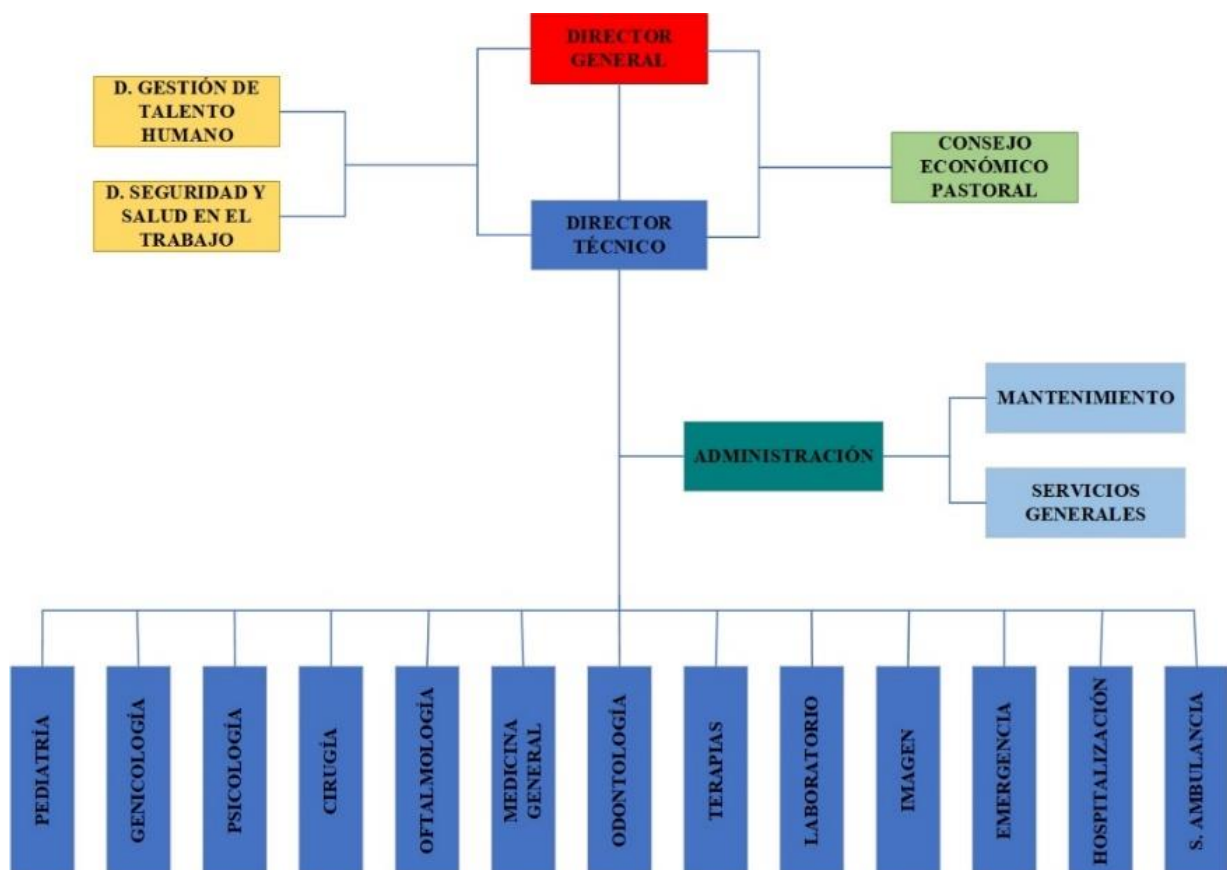 DIRECTOR
GENERAL
D. GESTIÓN DE
TALENTO
HUMANO
CONSEJO
ECONÓMICO
PASTORAL
D. SEGURIDAD Y
SALUD EN EL
TRABAJO
DIRECTOR
TÉCNICO
MANTENIMIENTO
ADMINISTRACIÓN
SERVICIOS
GENERALES
PEDIATRÍA
GENICOLOGÍA
PSICOLOGÍA
CIRUGÍA
OFTALMOLOGÍA
MEDICINA
GENERAL
ODONTOLOGÍA
TERAPIAS
LABORATORIO
IMAGEN
EMERGENCIA
HOSPITALIZACIÓN
S. AMBULANCIA